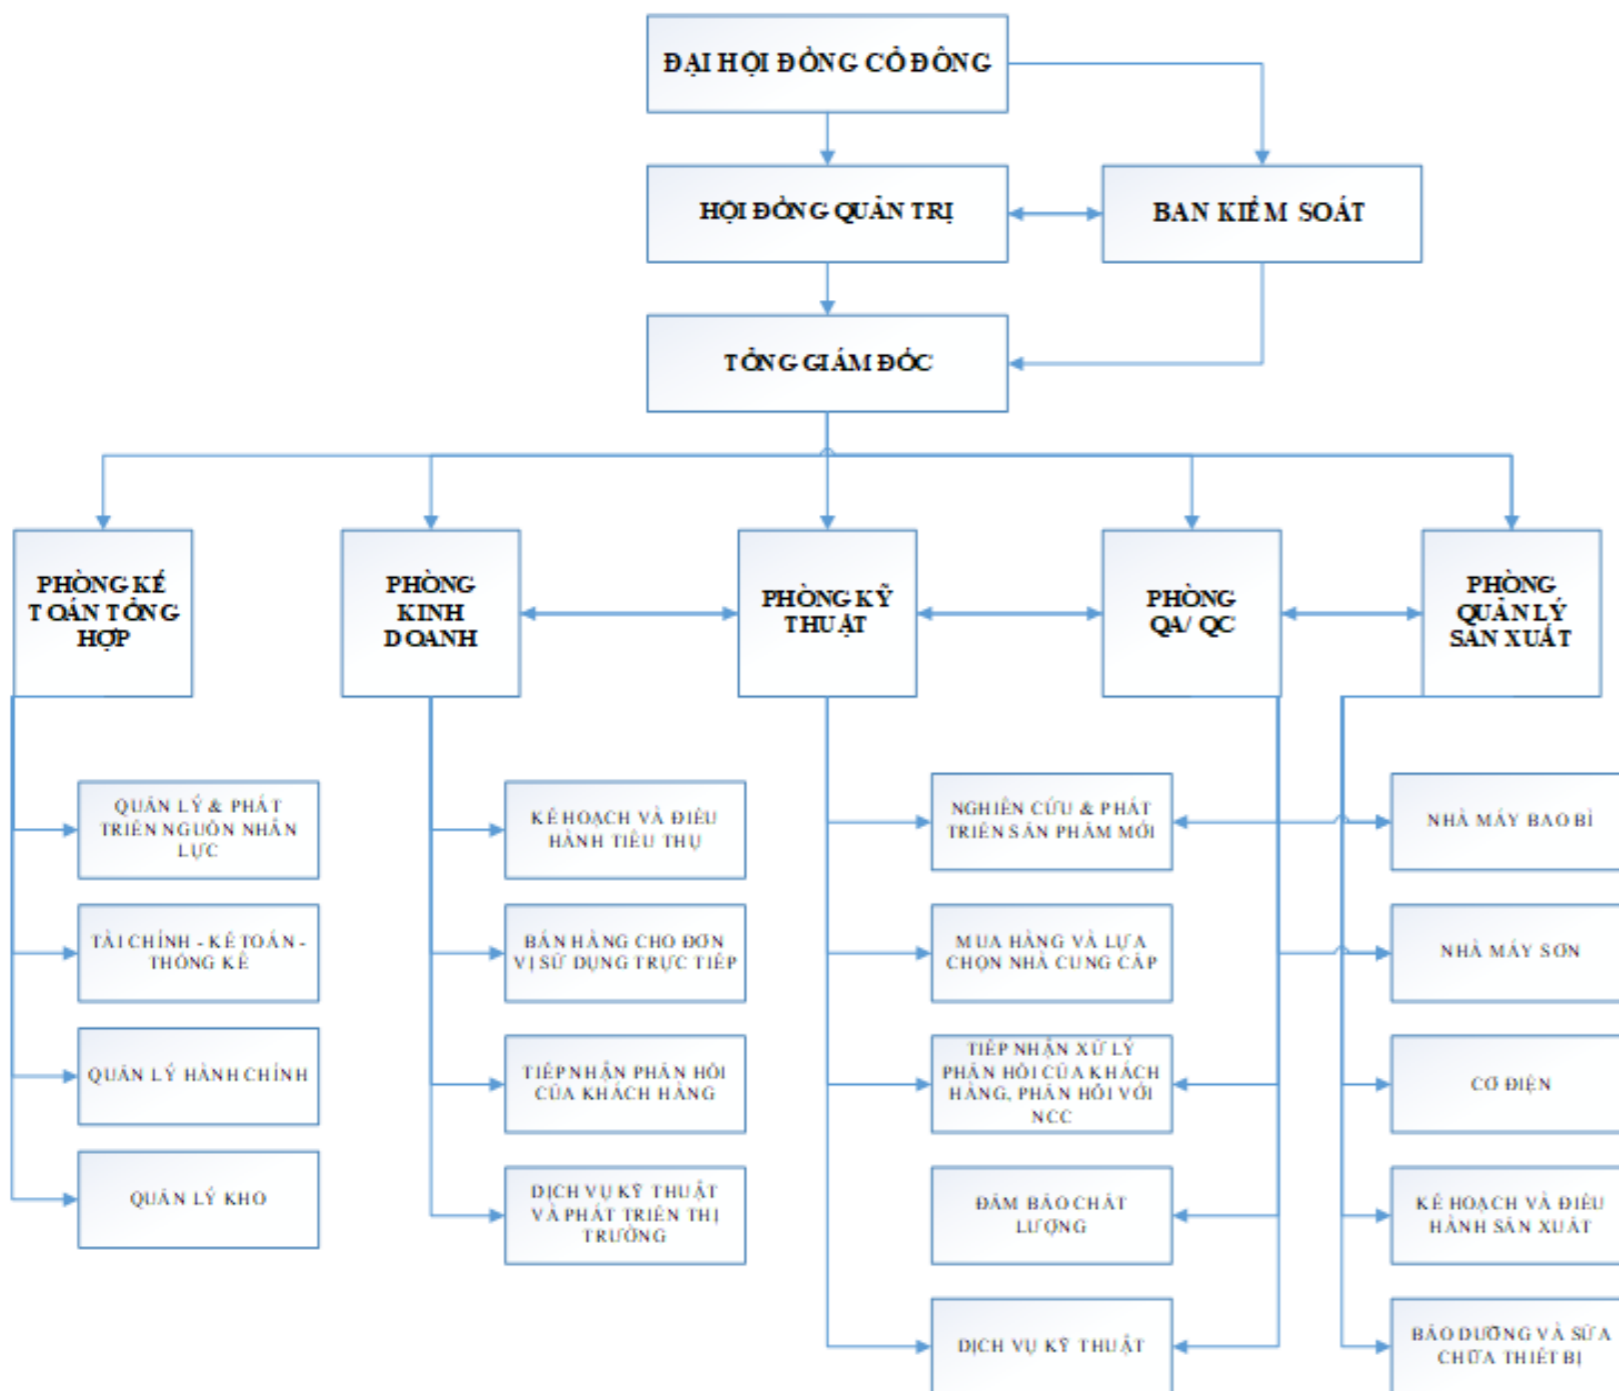 ĐẠI HỘI ĐỒNG CỔ ĐÔNG
HỘI ĐỒNG QUẢN TRỊ
BAN KIỂM SOÁT
TỔNG GIÁM ĐỐC
PHÒNG KẾ
TOÁN TỔNG
HỢP
PHÒNG
KINH
DOANH
PHÒNG KỸ
THUẬT
PHÒNG
QA/ QC
PHÒNG
QUẢN LÝ
SẢN XUẤT
QUẢN LÝ & PHÁT
TRIỂN NGUỒN NHÂN
LỰC
TÀI CHÍNH - KẾ TOÁN -
THỐNG KÊ
QUẢN LÝ HÀNH CHÍNH
QUẢN LÝ KHO
KẾ HOẠCH VÀ ĐIỀU
HÀNH TIÊU THỤ
BÁN HÀNG CHO ĐƠN
VỊ SỬ DỤNG TRỰC TIẾP
TIẾP NHẬN PHẢN HỒI
CỦA KHÁCH HÀNG
DỊCH VỤ KỸ THUẬT
VÀ PHÁT TRIỂN THỊ
TRƯỜNG
NGHIÊN CỨU & PHÁT
TRIỂN SẢN PHẨM MỚI
MUA HÀNG VÀ LỰA
CHỌN NHÀ CUNG CẤP
TIẾP NHẬN XỬ LÝ
PHẢN HỒI CỦA KHÁCH
HÀNG, PHẢN HỒI VỚI
NCC
ĐẢM BẢO CHẤT
LƯỢNG
DỊCH VỤ KỸ THUẬT
NHÀ MÁY BAO BÌ
NHÀ MÁY SƠN
CƠ ĐIỆN
KẾ HOẠCH VÀ ĐIỀU
HÀNH SẢN XUẤT
BẢO DƯỠNG VÀ SỬA
CHỮA THIẾT BỊ